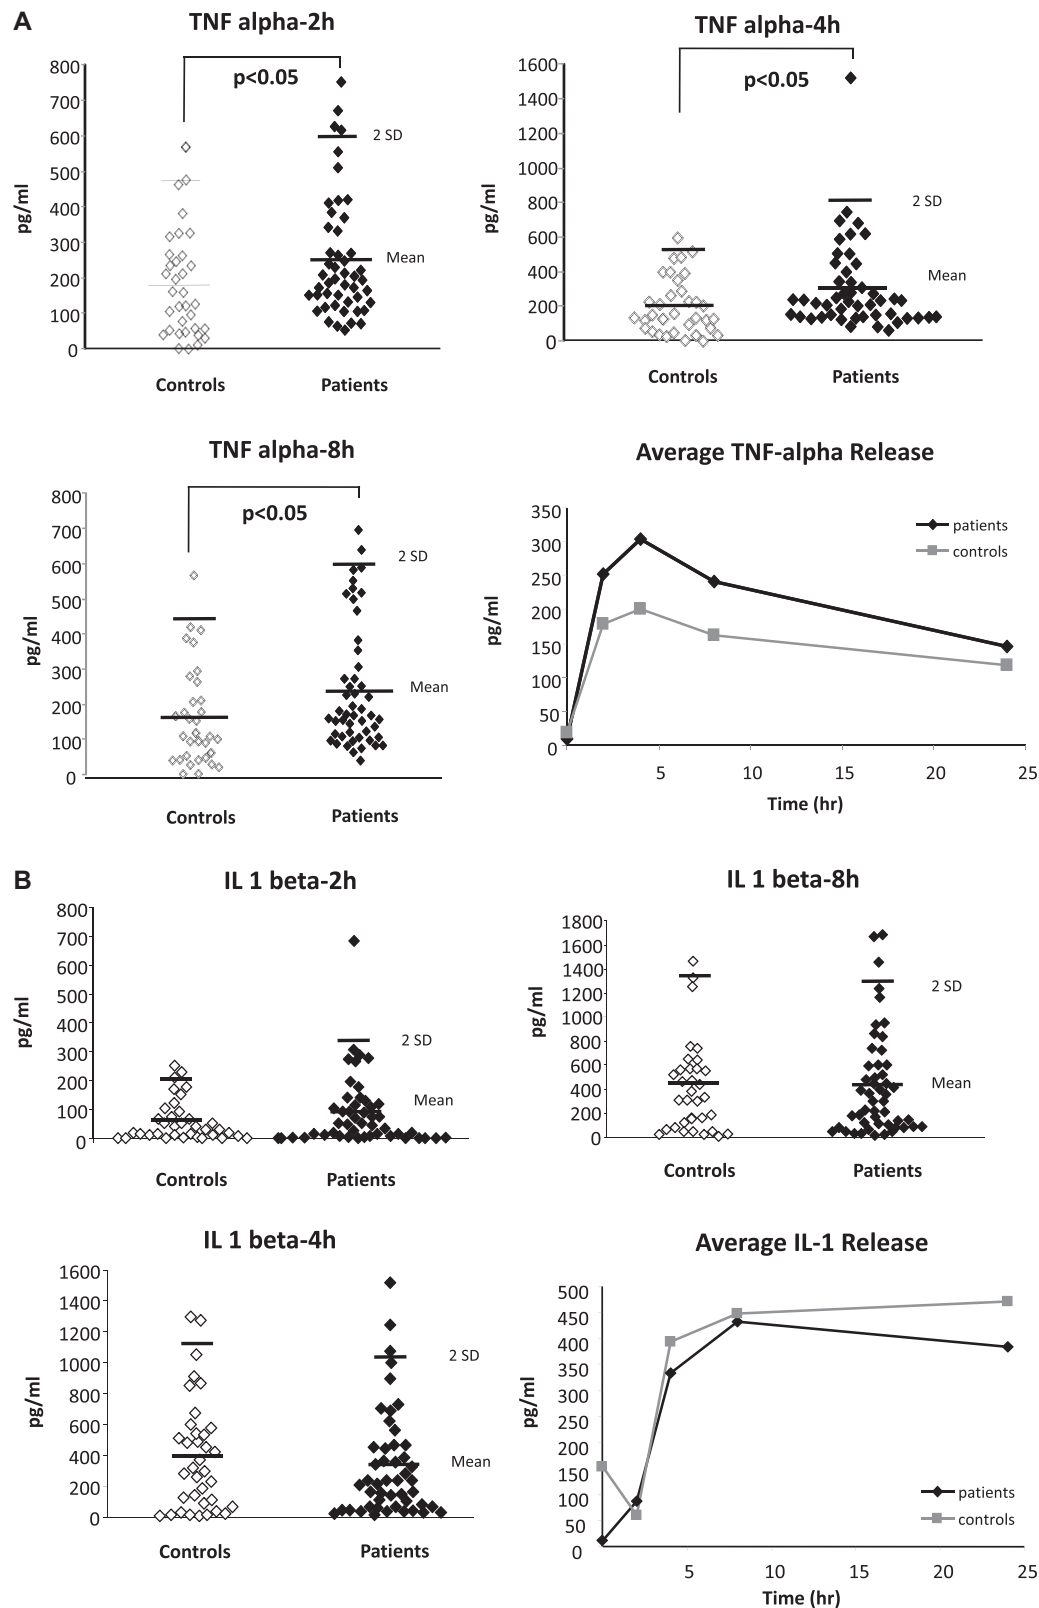 A
TNF alpha-2h
800
700
600
500
400
300
200
100
0
pg/ml
p<0.05
2 SD
Mean
Controls
Patients
TNF alpha-4h
1600
1400
1200
1000
800
600
400
200
0
pg/ml
p<0.05
2 SD
Mean
Controls
Patients
TNF alpha-8h
800
700
600
500
400
300
200
100
0
pg/ml
p<0.05
2 SD
Mean
Controls
Patients
Average TNF-alpha Release
350
300
250
200
150
100
50
0
pg/ml
patients
controls
5 10 15 20 25
Time (hr)
B
IL 1 beta-2h
800
700
600
500
400
300
200
100
0
pg/ml
2 SD
Mean
Controls
Patients
IL 1 beta-8h
1800
1600
1400
1200
1000
800
600
400
200
0
pg/ml
2 SD
Mean
Controls
Patients
IL 1 beta-4h
1600
1400
1200
1000
800
600
400
200
0
pg/ml
2 SD
Mean
Controls
Patients
Average IL-1 Release
500
450
400
350
300
250
200
150
100
50
0
pg/ml
patients
controls
5 10 15 20 25
Time (hr)